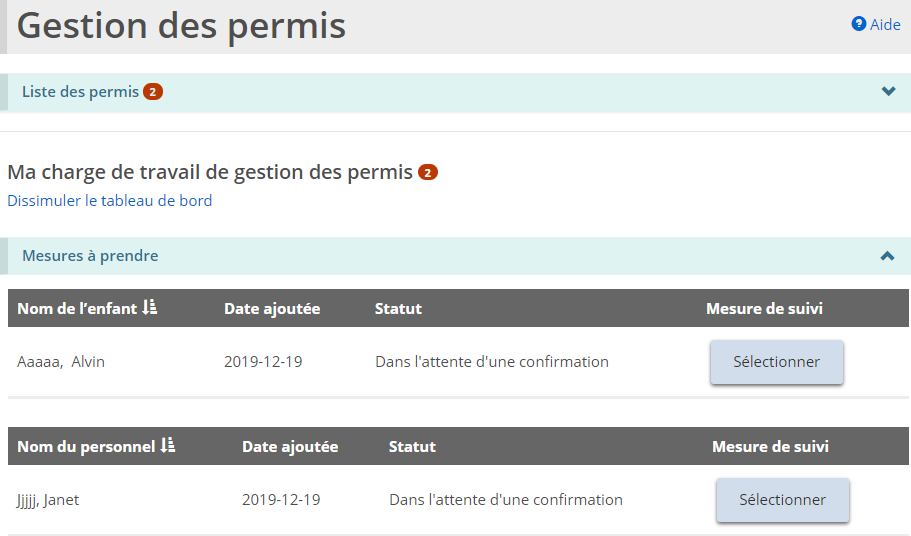 Gestion des permis
Aide
Liste des permis 2
Ma charge de travail de gestion des permis 2
Dissimuler le tableau de bord
Mesures à prendre
Nom de l’enfant Date ajoutée Statut Mesure de suivi
Aaaaa, Alvin 2019-12-19 Dans l'attente d'une confirmation Sélectionner
Nom du personnel Date ajoutée Statut Mesure de suivi
Jjjjj, Janet 2019-12-19 Dans l'attente d'une confirmation Sélectionner